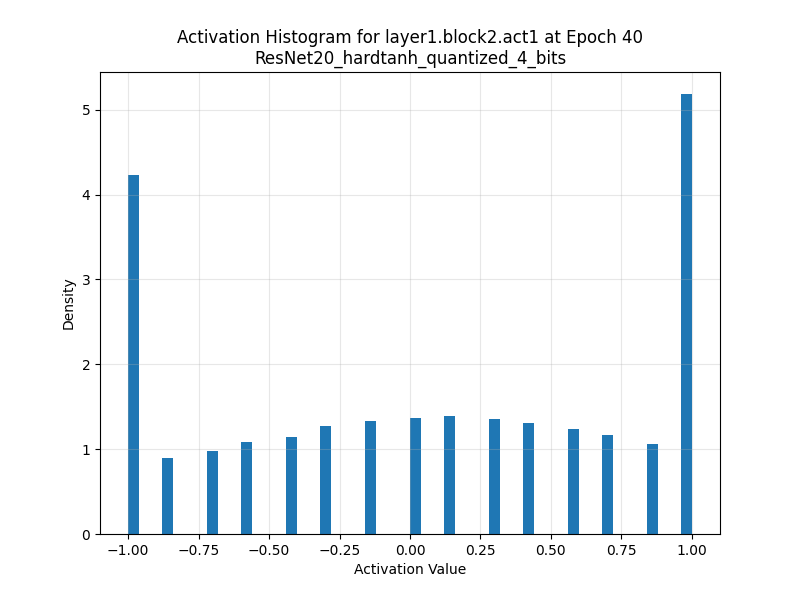 Activation Histogram for layer1.block2.act1 at Epoch 40
ResNet20_hardtanh_quantized_4_bits
5
4
3
2
1
0
Density
−1.00 −0.75 −0.50 −0.25 0.00 0.25 0.50 0.75 1.00
Activation Value